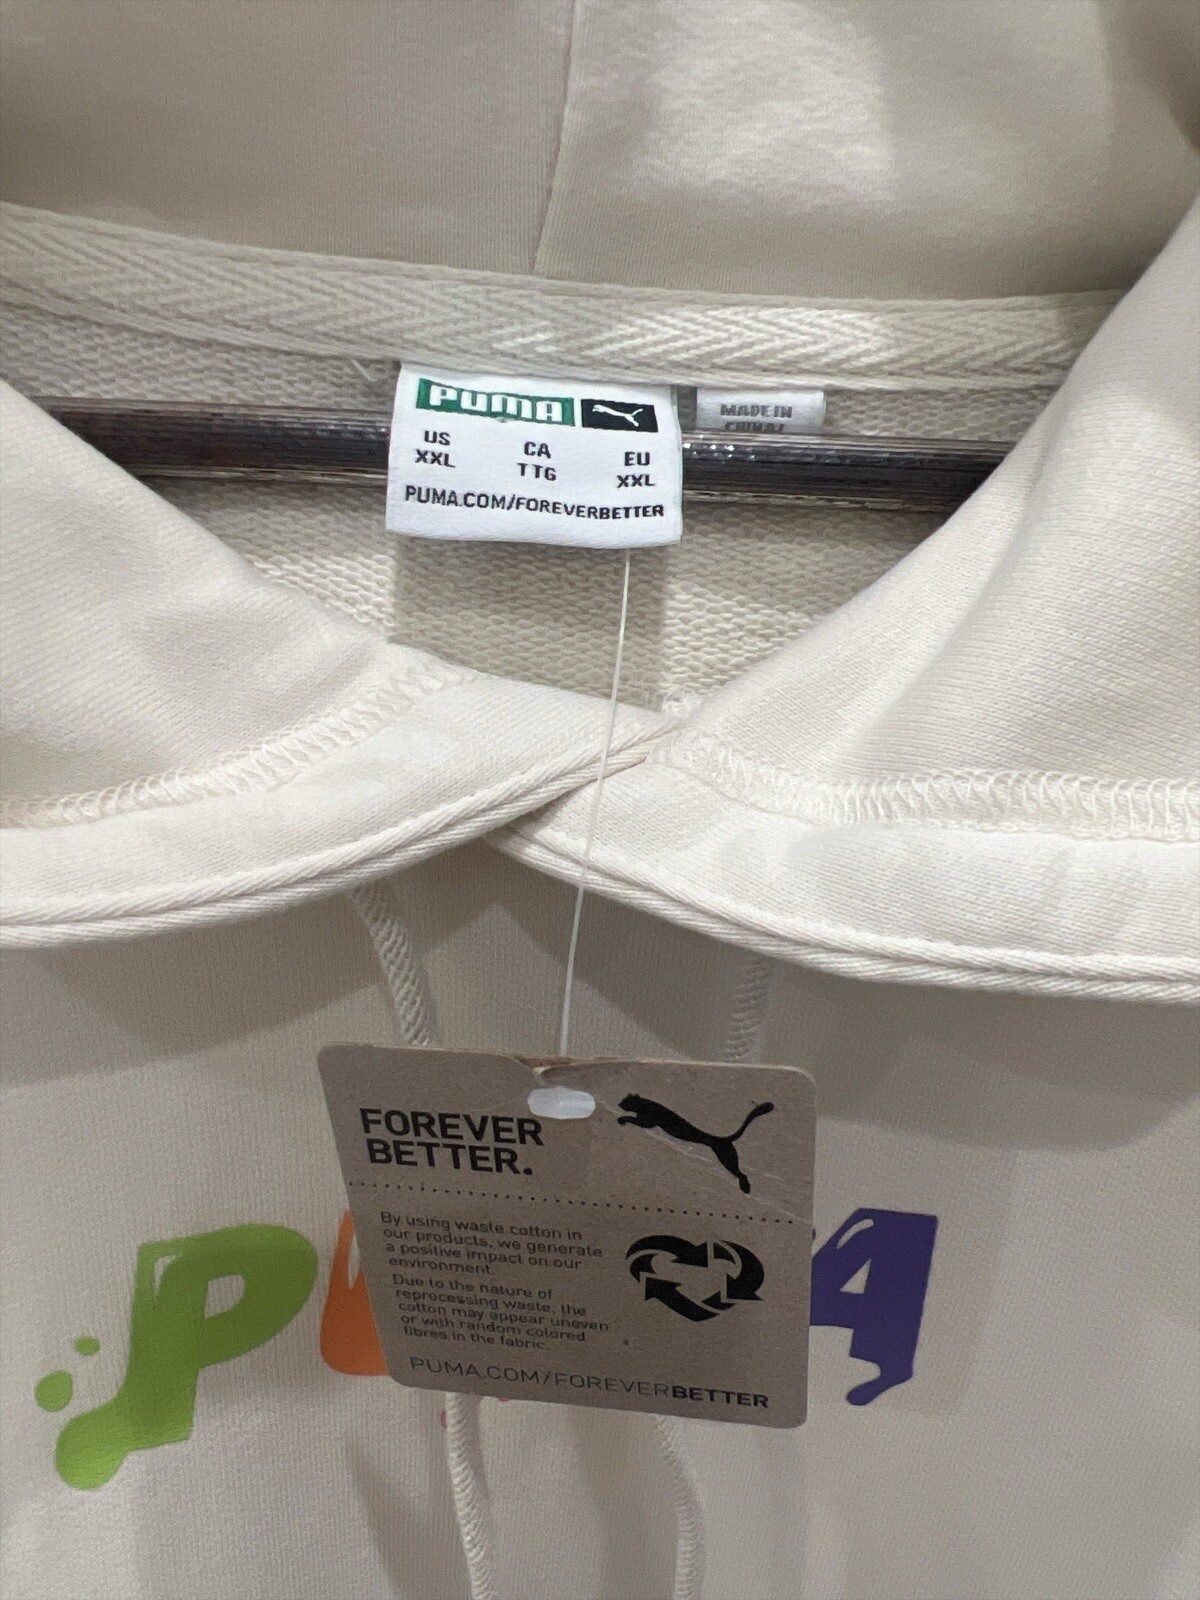 PUMA
US CA EU
XXL TTG XXL
PUMA.COM/FOREVERBETTER
MADE IN
CHINA/
FOREVER
BETTER.
By using waste cotton in
our products, we generate
a positive impact on our
environment.
Due to the nature of
reprocessing waste, the
cotton may appear uneven
or with random colored
fibres in the fabric.
PUMA.COM/FOREVERBETTER
P A